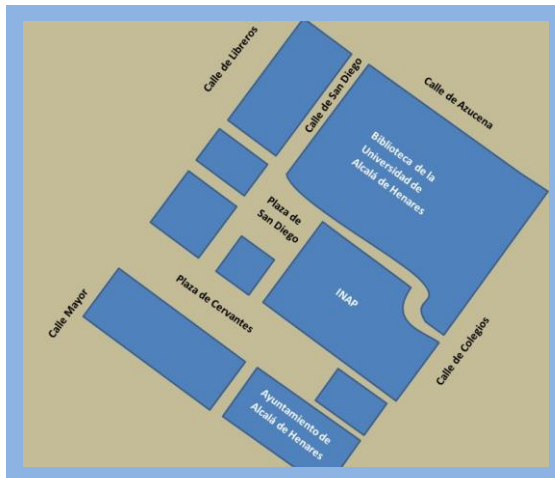 Calle de Libreros
Calle de San Diego
Calle de Azucena
Biblioteca de la
Universidad de
Alcalá de Henares
Plaza de
San Diego
INAP
Plaza de Cervantes
Calle Mayor
Calle de Colegios
Ayuntamiento de
Alcalá de Henares